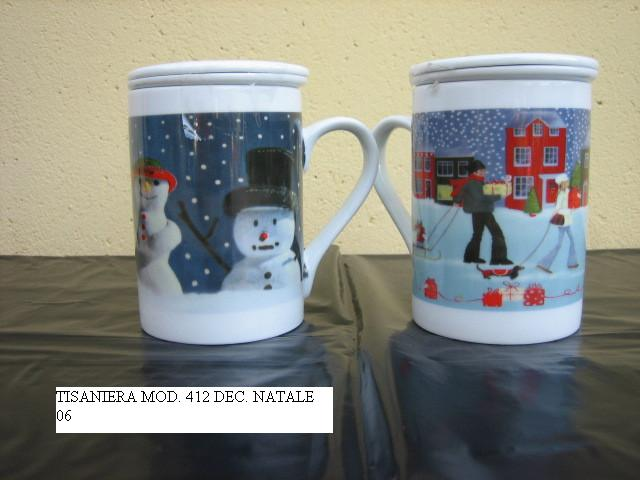 TISANIERA MOD. 412 DEC. NATALE
06